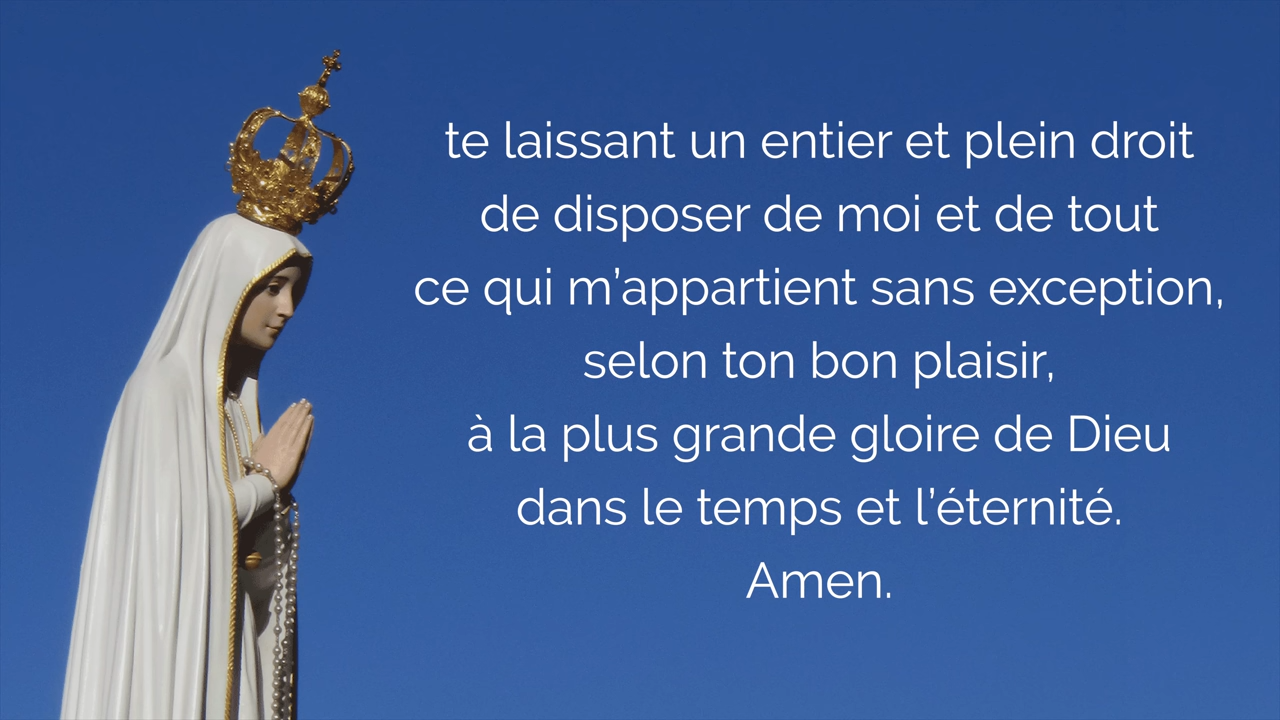 te laissant un entier et plein droit
de disposer de moi et de tout
ce qui m’appartient sans exception,
selon ton bon plaisir,
à la plus grande gloire de Dieu
dans le temps et l’éternité.
Amen.